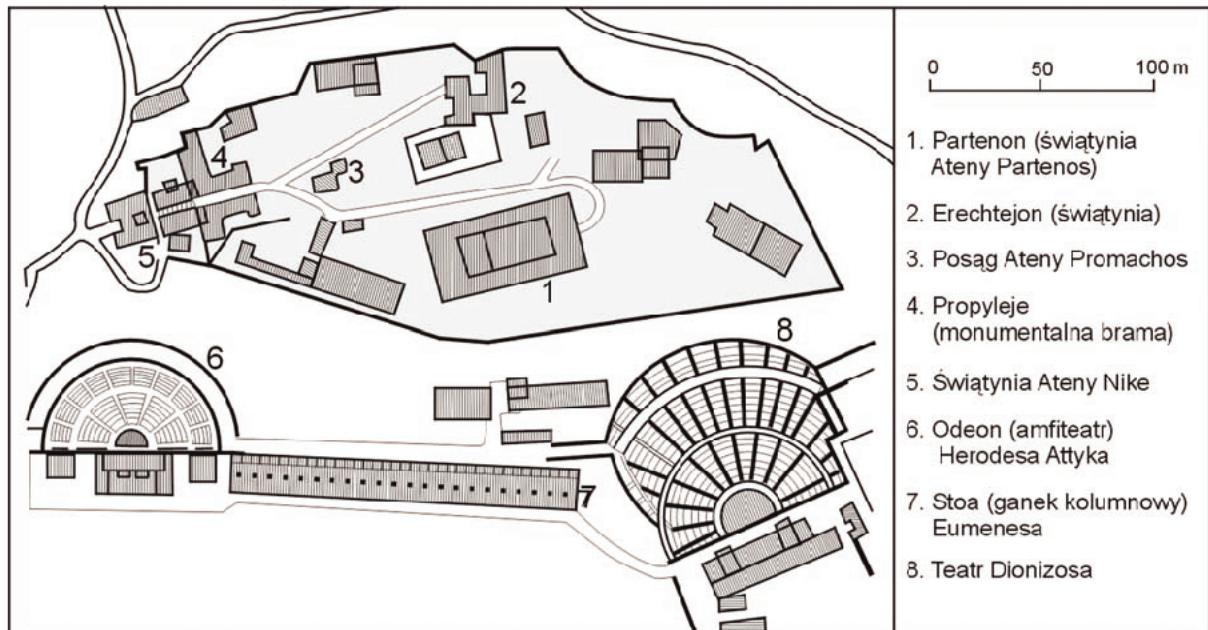 0 50 100 m
1. Partenon (świątynia
Ateny Partenos)
2. Erechtejon (świątynia)
3. Posąg Ateny Promachos
4. Propyleje
(monumentalna brama)
5. Świątynia Ateny Nike
6. Odeon (amfiteatr)
Herodesa Attyka
7. Stoa (ganek kolumnowy)
Eumenesa
8. Teatr Dionizosa
2
4
3
5
1
6
8
7